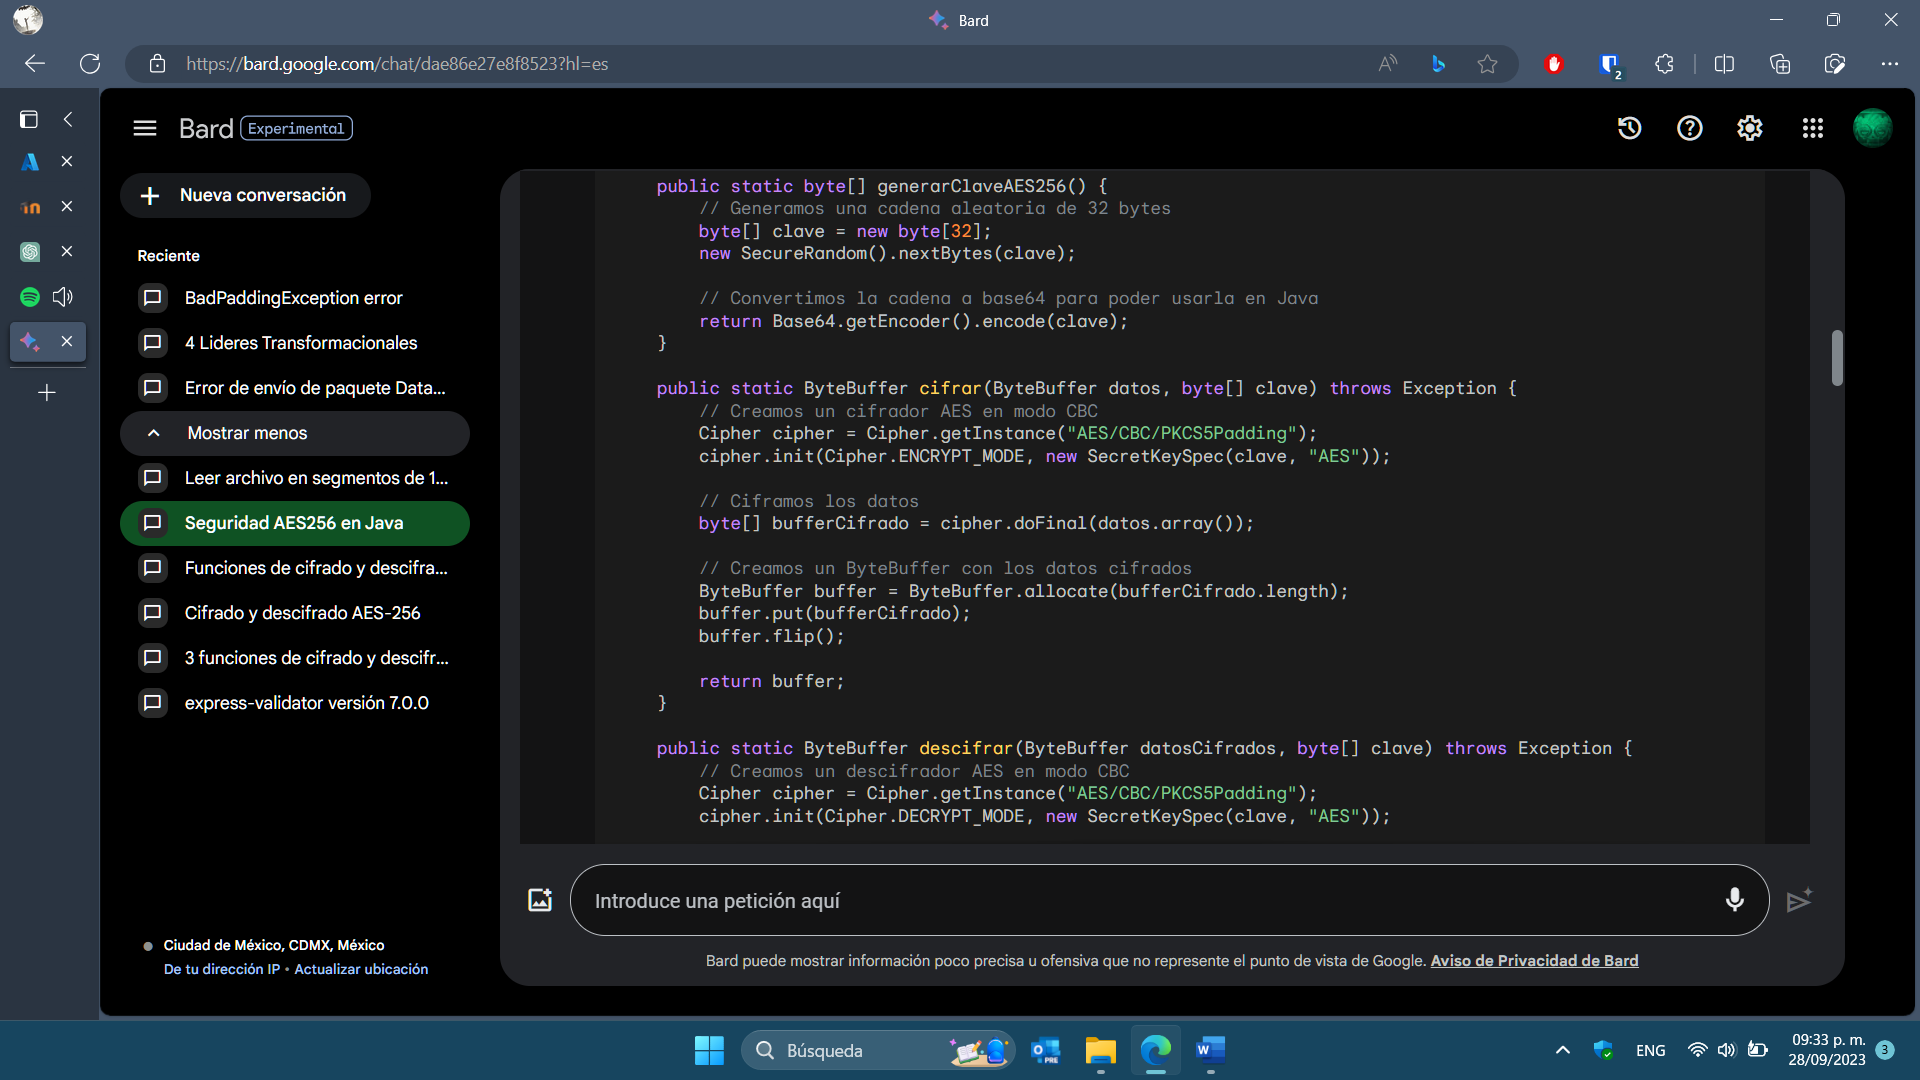 Bard
https://bard.google.com/chat/dae86e27e8f8523?hl=es
2
Bard Experimental
Nueva conversación
Reciente
BadPaddingException error
4 Lideres Transformacionales
Error de envío de paquete Data...
Mostrar menos
Leer archivo en segmentos de 1...
Seguridad AES256 en Java
Funciones de cifrado y descifra...
Cifrado y descifrado AES-256
3 funciones de cifrado y descifr...
express-validator versión 7.0.0
Ciudad de México, CDMX, México
De tu dirección IP • Actualizar ubicación
public static byte[] generarClaveAES256() {
// Generamos una cadena aleatoria de 32 bytes
byte[] clave = new byte[32];
new SecureRandom().nextBytes(clave);
// Convertimos la cadena a base64 para poder usarla en Java
return Base64.getEncoder().encode(clave);
}
public static ByteBuffer cifrar(ByteBuffer datos, byte[] clave) throws Exception {
// Creamos un cifrador AES en modo CBC
Cipher cipher = Cipher.getInstance("AES/CBC/PKCS5Padding");
cipher.init(Cipher.ENCRYPT_MODE, new SecretKeySpec(clave, "AES"));
// Ciframos los datos
byte[] bufferCifrado = cipher.doFinal(datos.array());
// Creamos un ByteBuffer con los datos cifrados
ByteBuffer buffer = ByteBuffer.allocate(bufferCifrado.length);
buffer.put(bufferCifrado);
buffer.flip();
return buffer;
}
public static ByteBuffer descifrar(ByteBuffer datosCifrados, byte[] clave) throws Exception {
// Creamos un descifrador AES en modo CBC
Cipher cipher = Cipher.getInstance("AES/CBC/PKCS5Padding");
cipher.init(Cipher.DECRYPT_MODE, new SecretKeySpec(clave, "AES"));
Introduce una petición aquí
Bard puede mostrar información poco precisa u ofensiva que no represente el punto de vista de Google. Aviso de Privacidad de Bard
Búsqueda
ENG
09:33 p. m.
28/09/2023
3